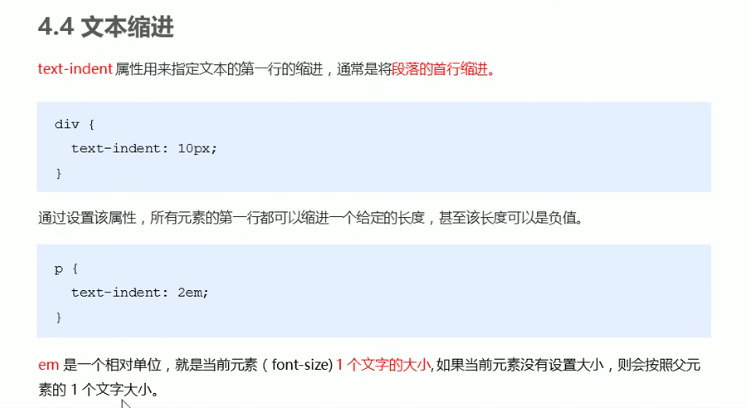 4.4 文本缩进
text-indent 属性用来指定文本的第一行的缩进，通常是将段落的首行缩进。
div {
  text-indent: 10px;
}
通过设置该属性，所有元素的第一行都可以缩进一个给定的长度，甚至该长度可以是负值。
p {
  text-indent: 2em;
}
em 是一个相对单位，就是当前元素（font-size) 1 个文字的大小, 如果当前元素没有设置大小，则会按照父元
素的 1 个文字大小。